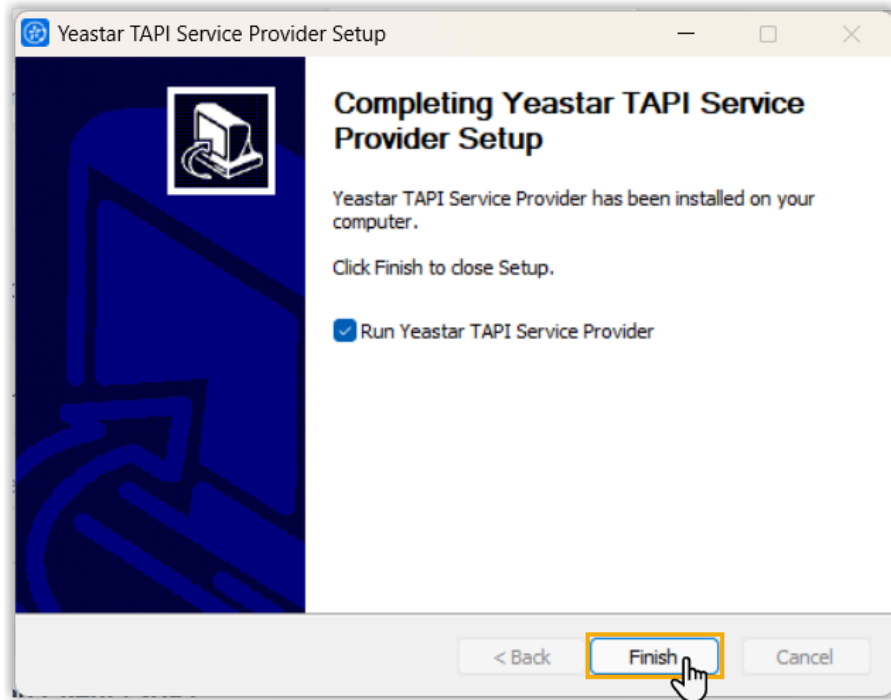 Yeastar TAPI Service Provider Setup
Completing Yeastar TAPI Service
Provider Setup
Yeastar TAPI Service Provider has been installed on your
computer.
Click Finish to close Setup.
Run Yeastar TAPI Service Provider
< Back
Finish
Cancel